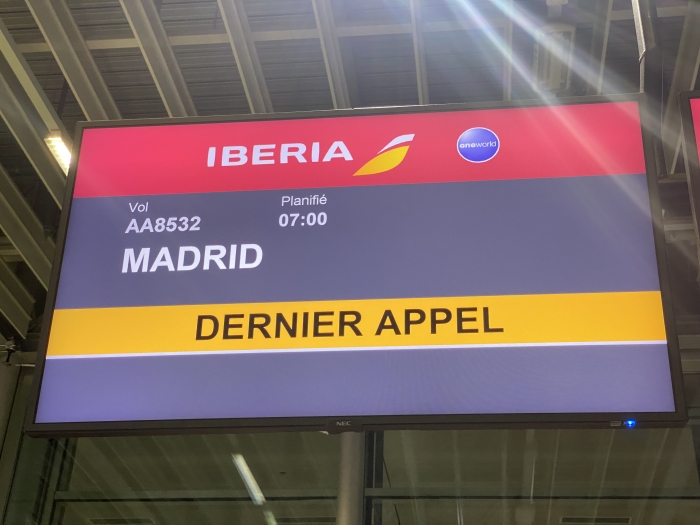 IBERIA oneworld
Vol Planifié
AA8532 07:00
MADRID
DERNIER APPEL
NEC